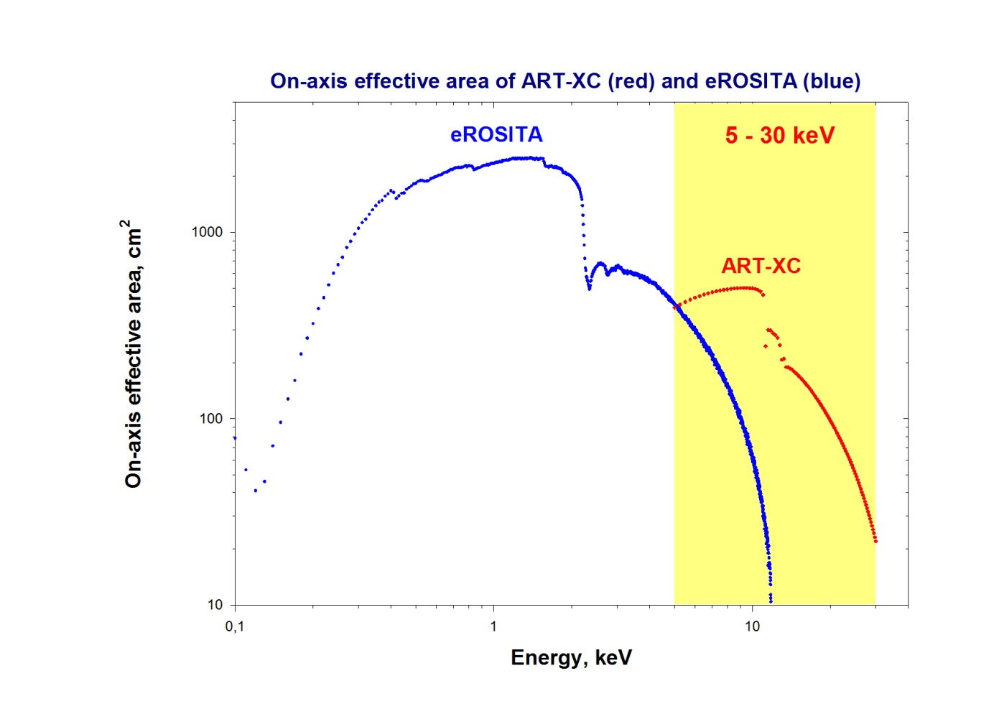 On-axis effective area of ART-XC (red) and eROSITA (blue)
eROSITA
5 - 30 keV
ART-XC
On-axis effective area, cm2
1000
100
10
0,1
1
10
Energy, keV